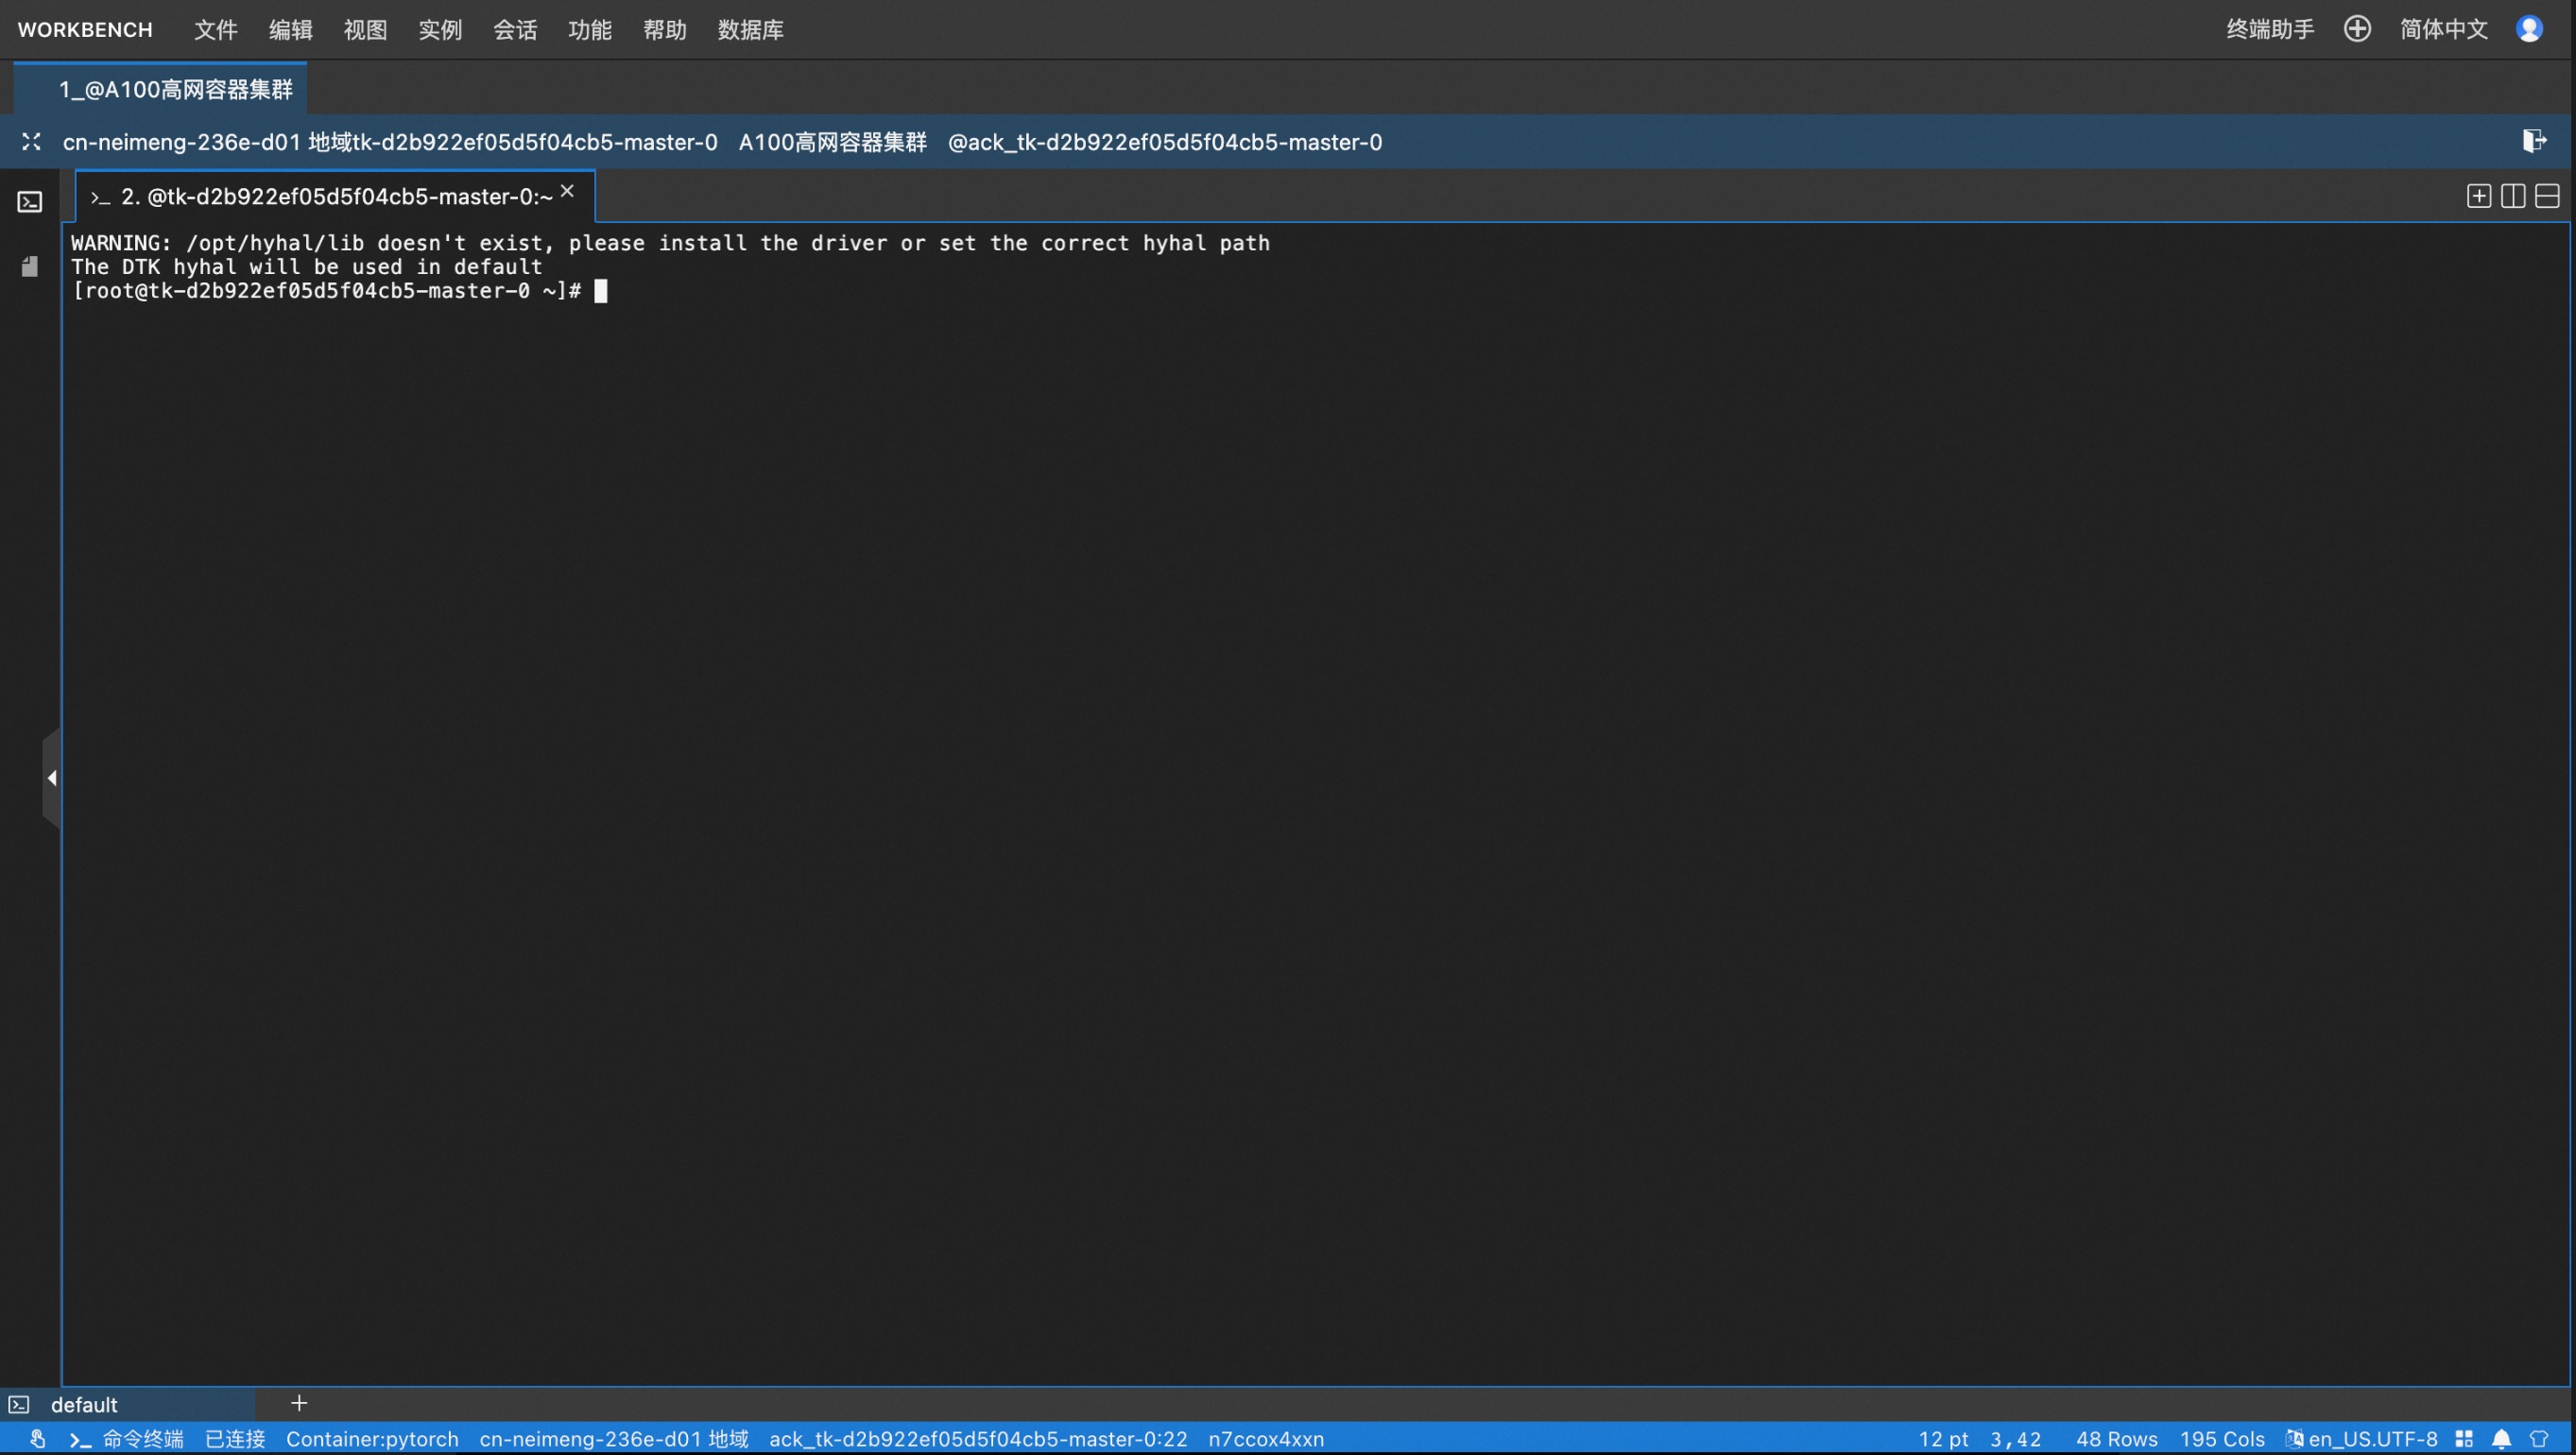 WORKBENCH 文件 编辑 视图 实例 会话 功能 帮助 数据库 终端助手 简体中文
1_@A100高网容器集群
cn-neimeng-236e-d01 地域tk-d2b922ef05d5f04cb5-master-0 A100高网容器集群 @ack_tk-d2b922ef05d5f04cb5-master-0
>_ 2. @tk-d2b922ef05d5f04cb5-master-0:~ ×
WARNING: /opt/hyhal/lib doesn't exist, please install the driver or set the correct hyhal path
The DTK hyhal will be used in default
[root@tk-d2b922ef05d5f04cb5-master-0 ~]#
default +
>_ 命令终端 已连接 Container:pytorch cn-neimeng-236e-d01 地域 ack_tk-d2b922ef05d5f04cb5-master-0:22 n7ccox4xxn 12 pt 3,42 48 Rows 195 Cols en_US.UTF-8